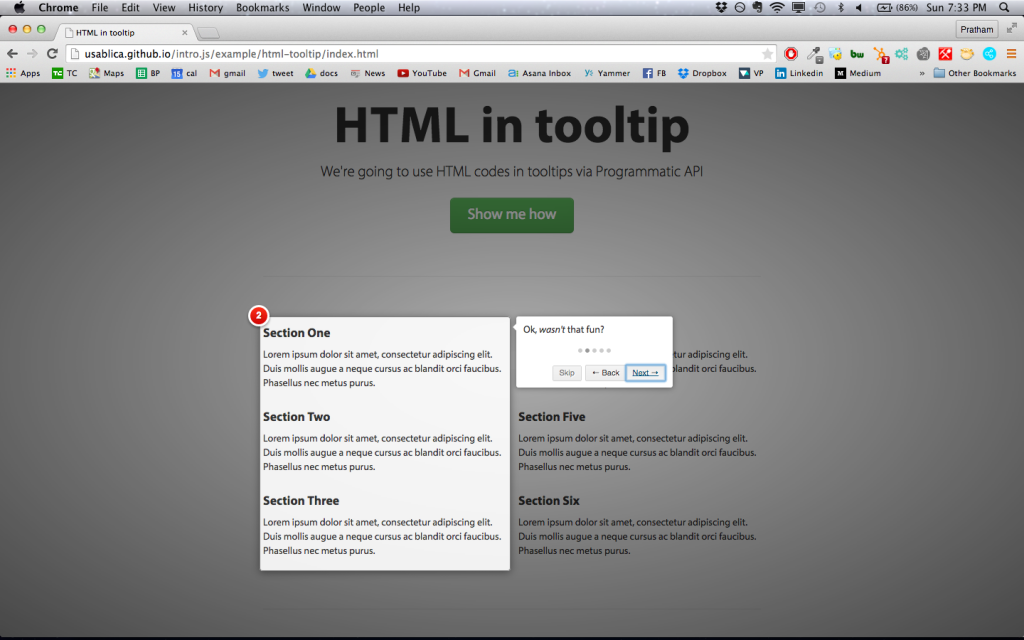 Chrome File Edit View History Bookmarks Window People Help (86%) Sun 7:33 PM
HTML in tooltip Pratham
usablica.github.io/intro.js/example/html-tooltip/index.html bw 7
Apps TC TC Maps BP 15 cal gmail tweet docs News YouTube Gmail Asana Inbox Yammer FB Dropbox VP LinkedIn Medium » Other Bookmarks
HTML in tooltip
We're going to use HTML codes in tooltips via Programmatic API
Show me how
2
Section One
Lorem ipsum dolor sit amet, consectetur adipiscing elit.
Duis mollis augue a neque cursus ac blandit orci faucibus.
Phasellus nec metus purus.
Section Two
Lorem ipsum dolor sit amet, consectetur adipiscing elit.
Duis mollis augue a neque cursus ac blandit orci faucibus.
Phasellus nec metus purus.
Section Three
Lorem ipsum dolor sit amet, consectetur adipiscing elit.
Duis mollis augue a neque cursus ac blandit orci faucibus.
Phasellus nec metus purus.
Ok, wasn't that fun?
Skip ← Back Next →
tur adipiscing elit.
blandit orci faucibus.
Section Five
Lorem ipsum dolor sit amet, consectetur adipiscing elit.
Duis mollis augue a neque cursus ac blandit orci faucibus.
Phasellus nec metus purus.
Section Six
Lorem ipsum dolor sit amet, consectetur adipiscing elit.
Duis mollis augue a neque cursus ac blandit orci faucibus.
Phasellus nec metus purus.